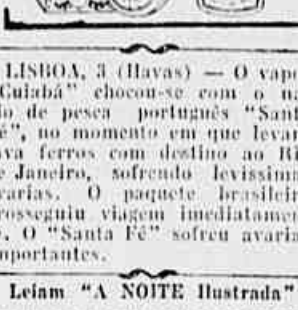 LISBOA, 3 (Havas) — O vapo
Cuiabá" chocou-se com o na
io de pesca português "Sant
é", no momento em que levan
ava ferros com destino ao Ri
e Janeiro, sofrendo levissima
varias. O paquete brasileir
rosseguiu viagem imediatamen
. O "Santa Fé" sofreu avaria
mportantes.
Leiam "A NOITE Ilustrada"